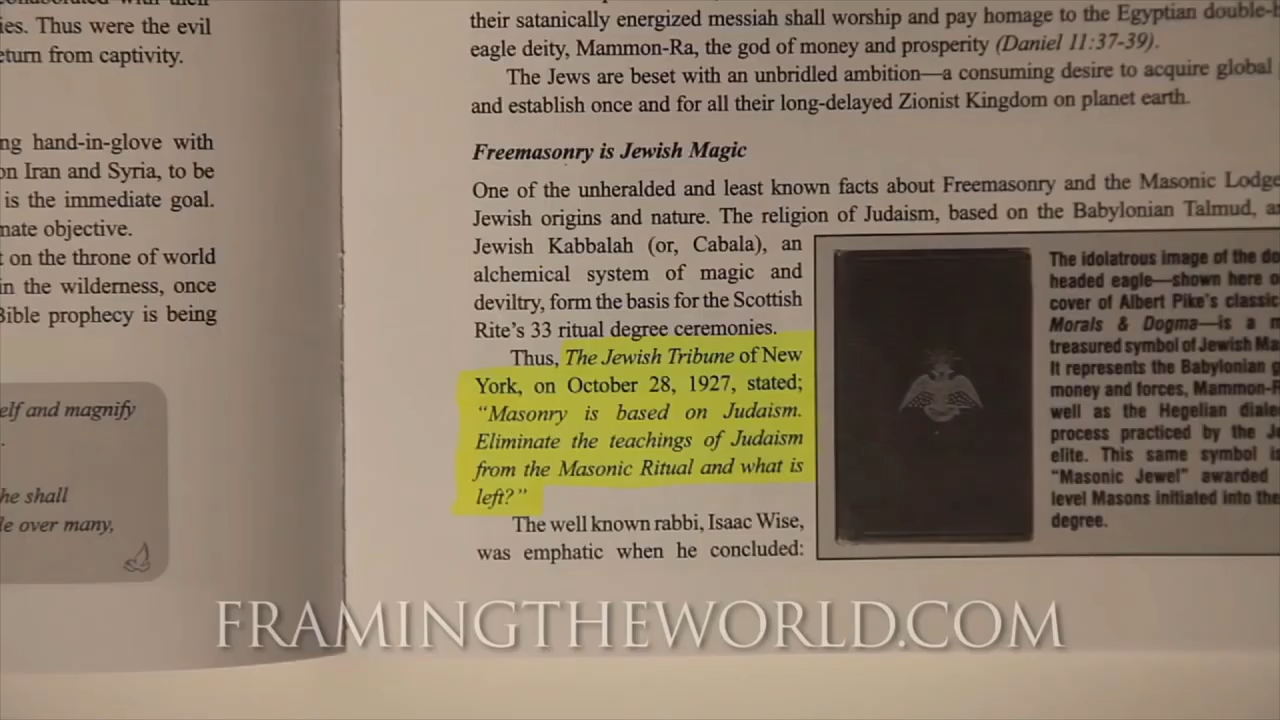 ies. Thus were the evil
eturn from captivity.
ng hand-in-glove with
on Iran and Syria, to be
is the immediate goal.
nate objective.
t on the throne of world
in the wilderness, once
Bible prophecy is being
elf and magnify
he shall
le over many,
their satanically energized messiah shall worship and pay homage to the Egyptian double-h
eagle deity, Mammon-Ra, the god of money and prosperity (Daniel 11:37-39).
The Jews are beset with an unbridled ambition—a consuming desire to acquire global
and establish once and for all their long-delayed Zionist Kingdom on planet earth.
Freemasonry is Jewish Magic
One of the unheralded and least known facts about Freemasonry and the Masonic Lodge
Jewish origins and nature. The religion of Judaism, based on the Babylonian Talmud, a
Jewish Kabbalah (or, Cabala), an
alchemical system of magic and
deviltry, form the basis for the Scottish
Rite's 33 ritual degree ceremonies.
Thus, The Jewish Tribune of New
York, on October 28, 1927, stated;
“Masonry is based on Judaism.
Eliminate the teachings of Judaism
from the Masonic Ritual and what is
left?”
The well known rabbi, Isaac Wise,
was emphatic when he concluded:
The idolatrous image of the do
headed eagle—shown here o
cover of Albert Pike's classic
Morals & Dogma—is a m
treasured symbol of Jewish Ma
It represents the Babylonian g
money and forces, Mammon-R
well as the Hegelian diale
process practiced by the Je
elite. This same symbol is
“Masonic Jewel” awarded
level Masons initiated into the
degree.
FRAMINGTHEWORLD.COM